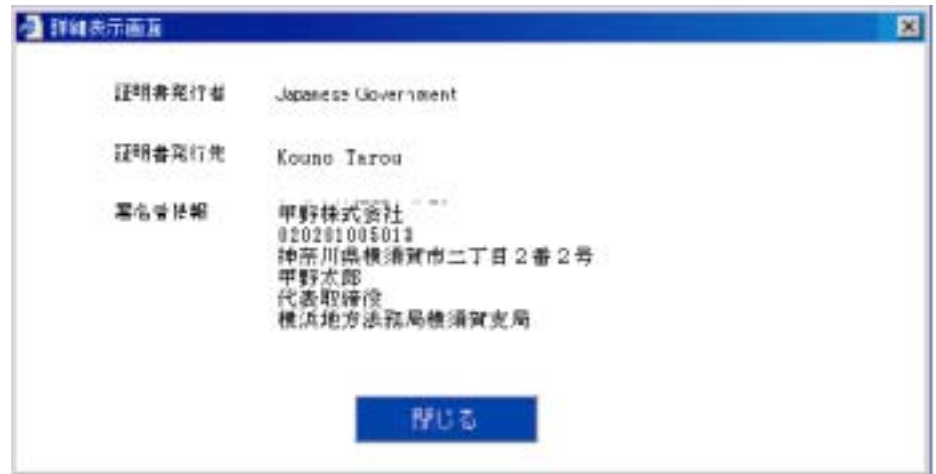 詳細表示画面
証明書発行者 Japanese Government
証明書発行先 Kouno Tarou
署名者情報 甲野株式会社
020201005013
神奈川県横須賀市二丁目２番２号
甲野太郎
代表取締役
横浜地方法務局横須賀支局
閉じる